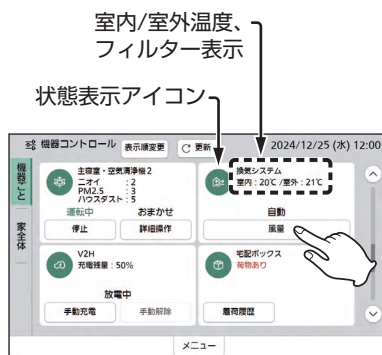 室内/室外温度、
フィルター表示
状態表示アイコン
機器コントロール
表示順変更
更新
2024/12/25 (水) 12:00
機器ごと
家全体
主寝室・空気清浄機2
ニオイ : 2
PM2.5 : 3
ハウスダスト : 5
運転中 おまかせ
停止 詳細操作
換気システム
室内 : 20℃ /室外 : 21℃
自動
風量
V2H
充電残量 : 50%
放電中
手動充電 手動解除
宅配ボックス
荷物あり
着荷履歴
メニュー